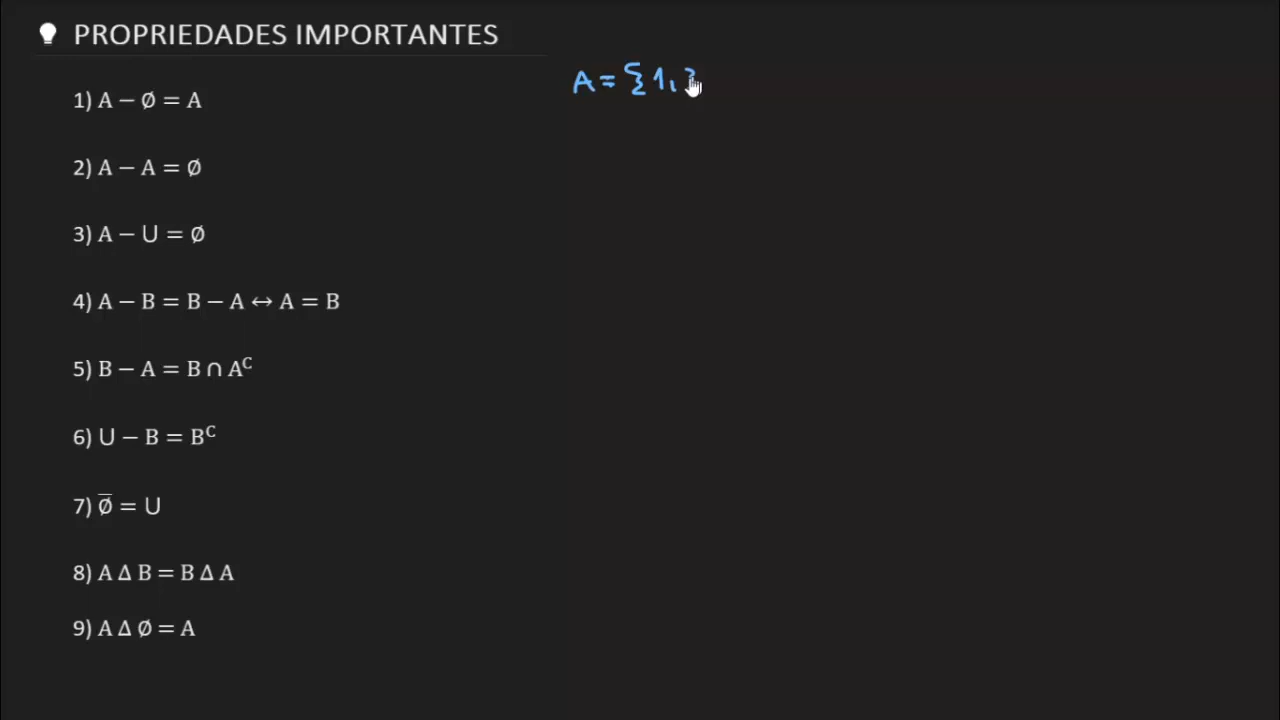 PROPRIEDADES IMPORTANTES
A = {1,
1) A − ∅ = A
2) A − A = ∅
3) A − U = ∅
4) A − B = B − A ↔ A = B
5) B − A = B ∩ Aᶜ
6) U − B = Bᶜ
7) ∅̅ = U
8) A Δ B = B Δ A
9) A Δ ∅ = A